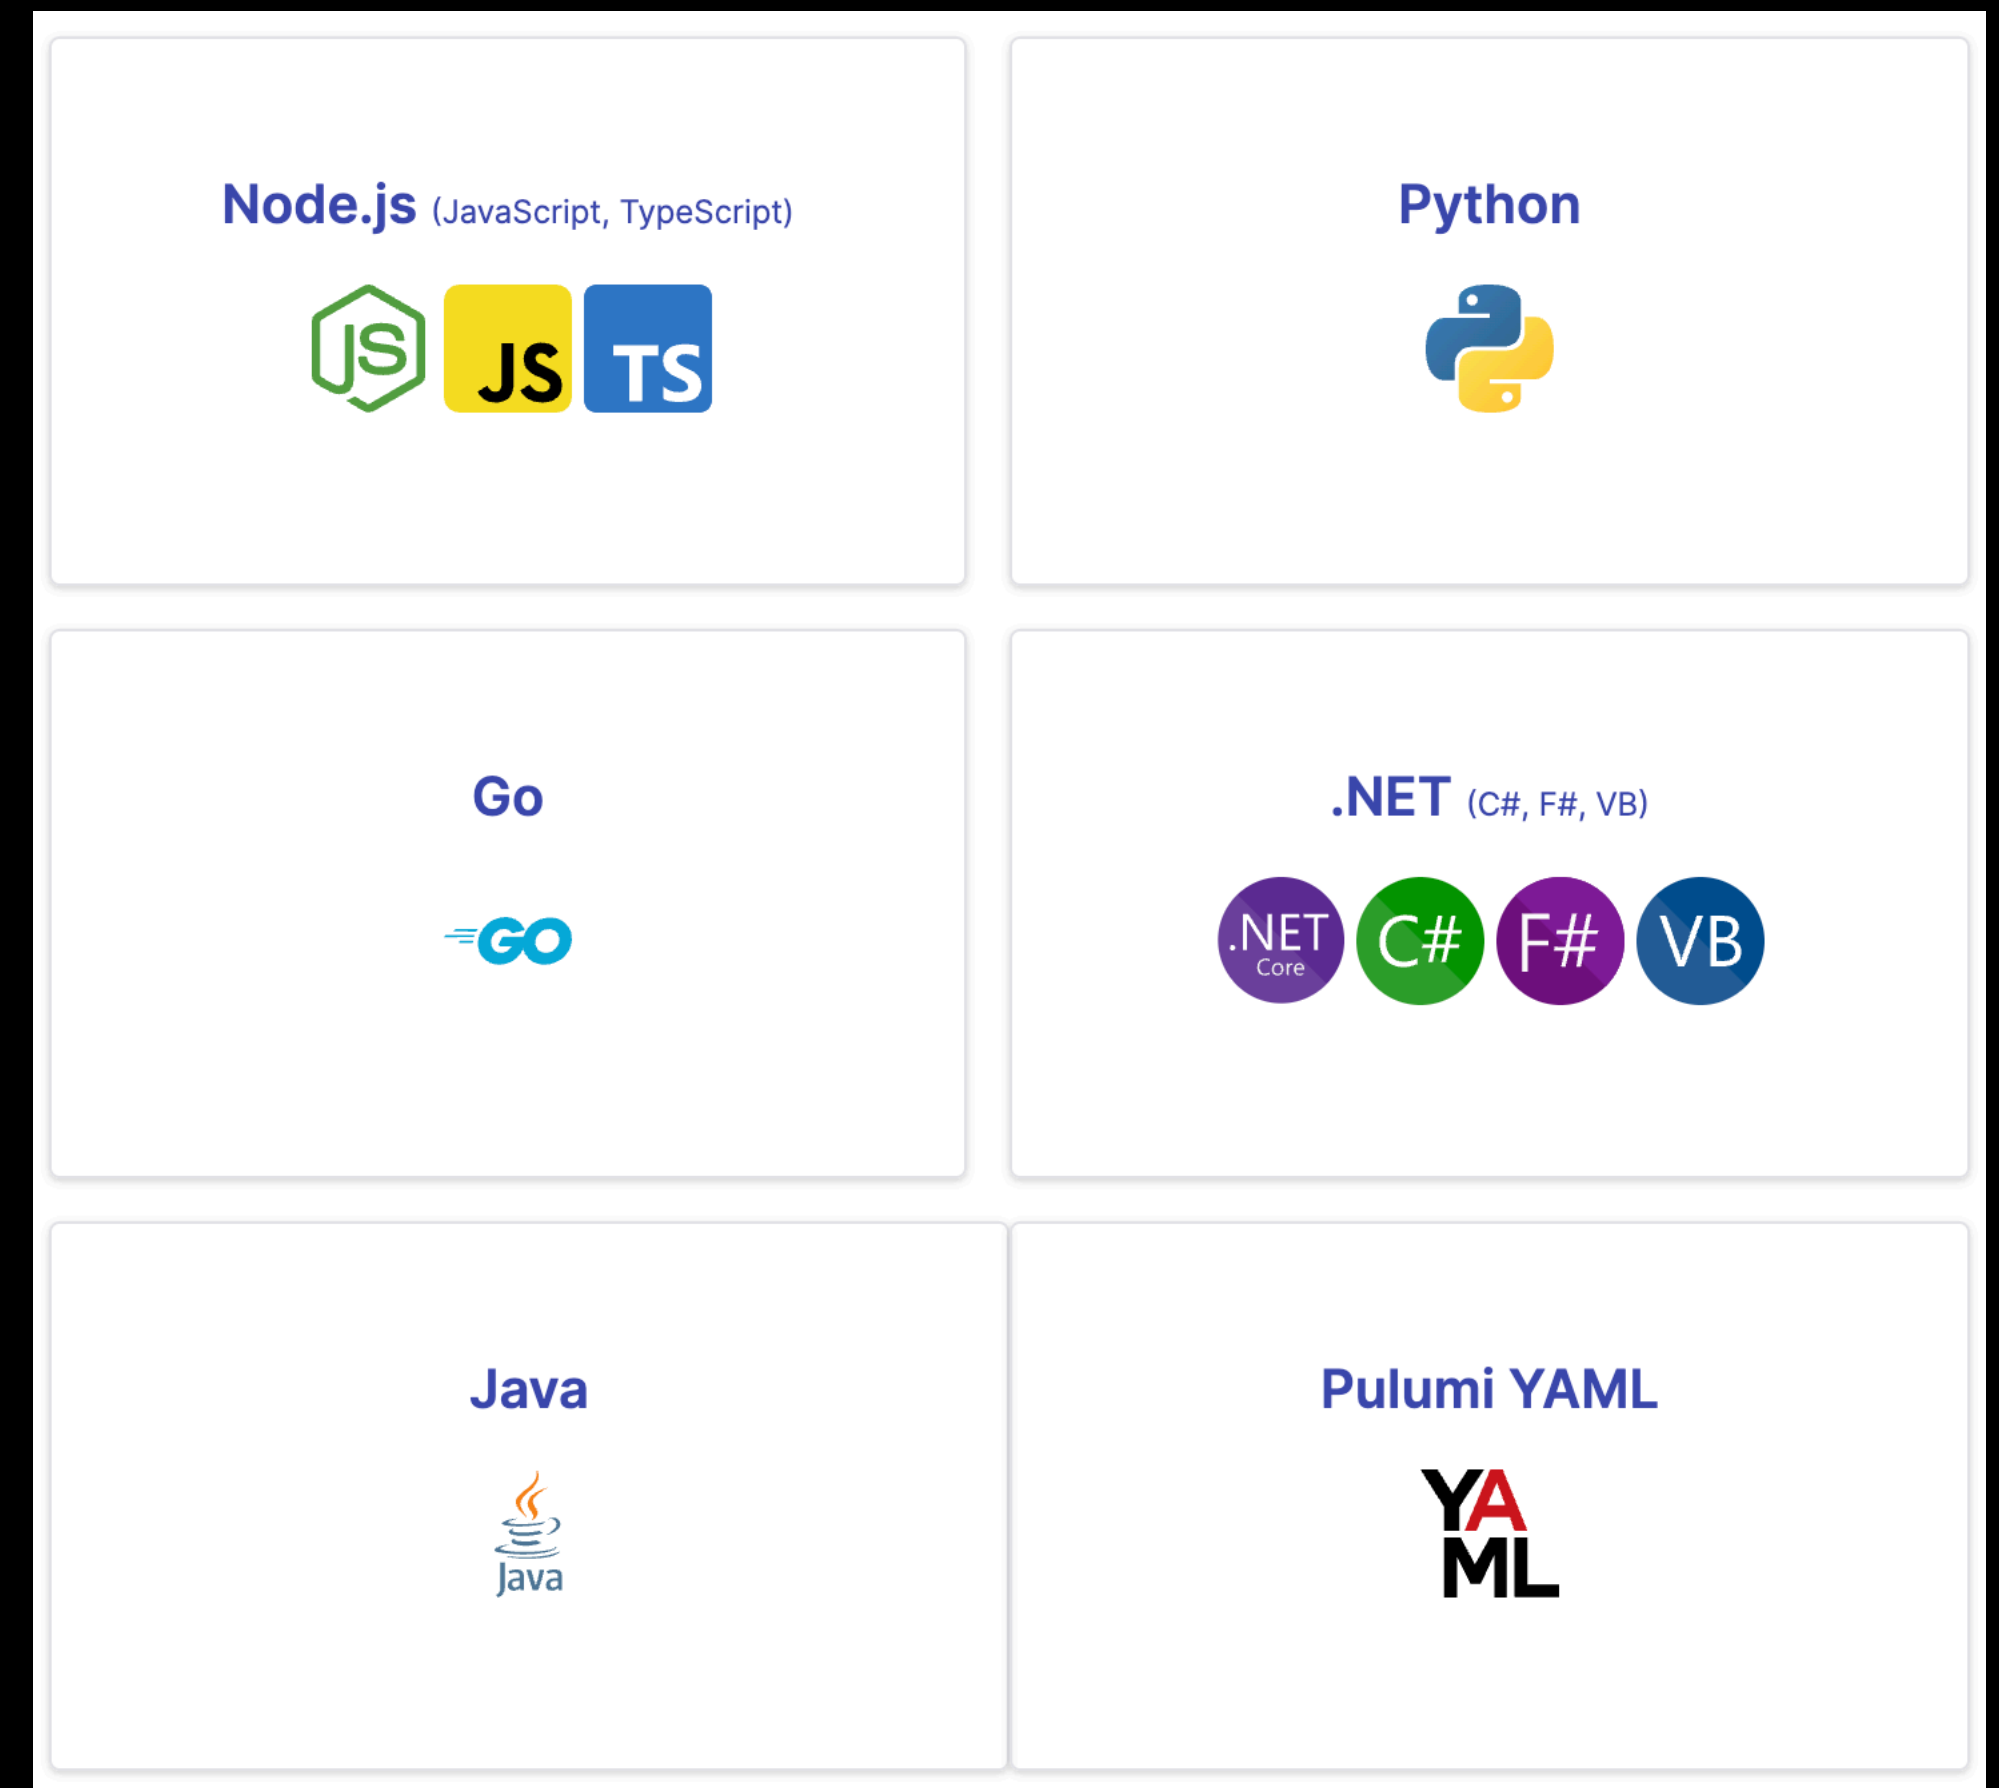 Node.js (JavaScript, TypeScript)
JS JS TS
Python
Go
GO
.NET (C#, F#, VB)
.NET Core C# F# VB
Java
Java
Pulumi YAML
YA
ML